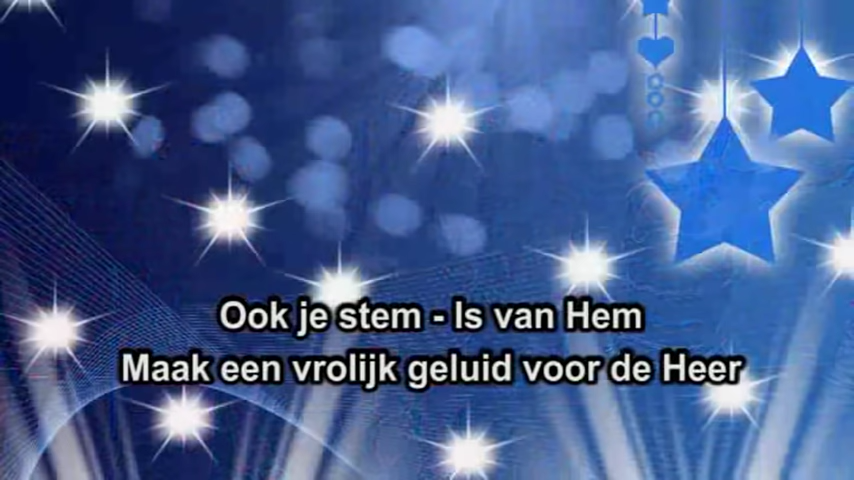 Ook je stem - Is van Hem
Maak een vrolijk geluid voor de Heer